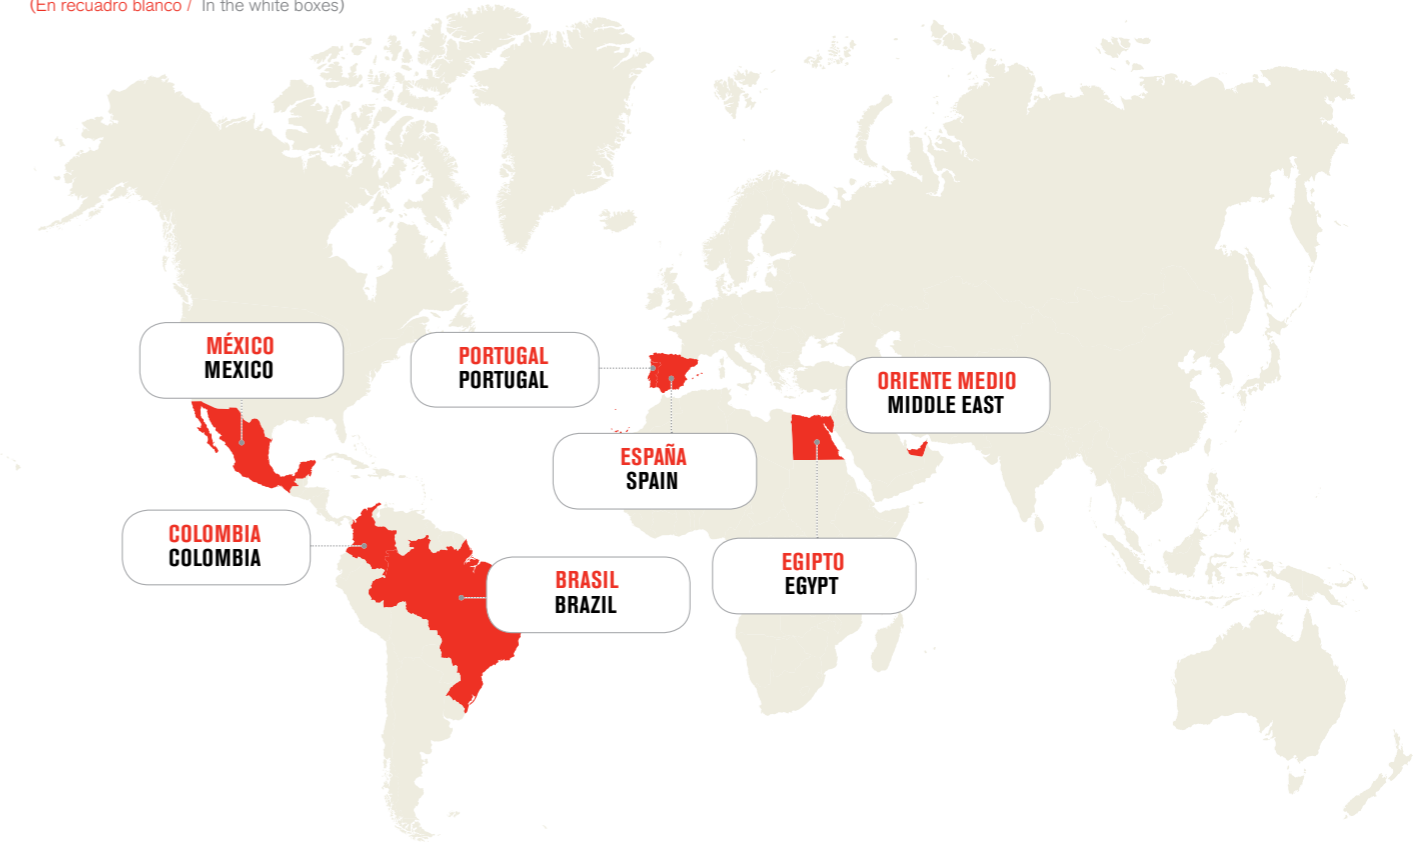 (En recuadro blanco / In the white boxes)
MÉXICO
MEXICO
PORTUGAL
PORTUGAL
ORIENTE MEDIO
MIDDLE EAST
ESPAÑA
SPAIN
COLOMBIA
COLOMBIA
EGIPTO
EGYPT
BRASIL
BRAZIL